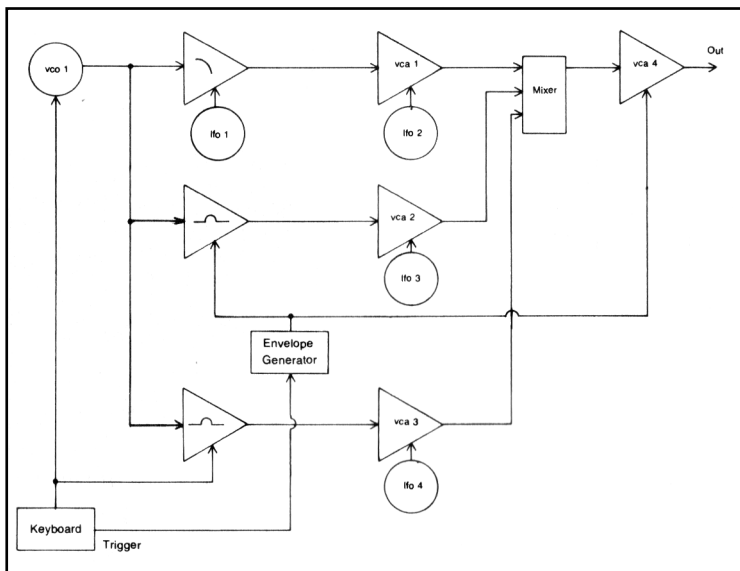 vco 1
vca 1
Mixer
vca 4
Out
lfo 1
lfo 2
vca 2
lfo 3
Envelope
Generator
vca 3
lfo 4
Keyboard
Trigger